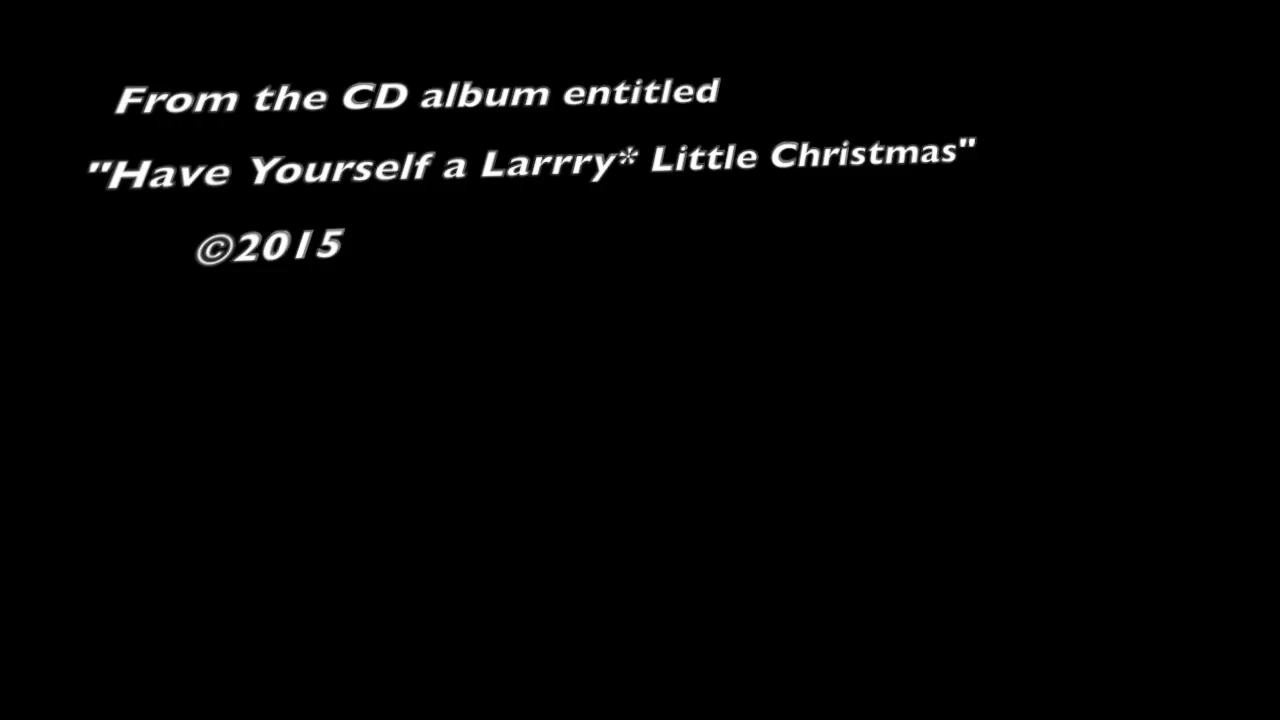 From the CD album entitled
"Have Yourself a Larrry* Little Christmas"
©2015